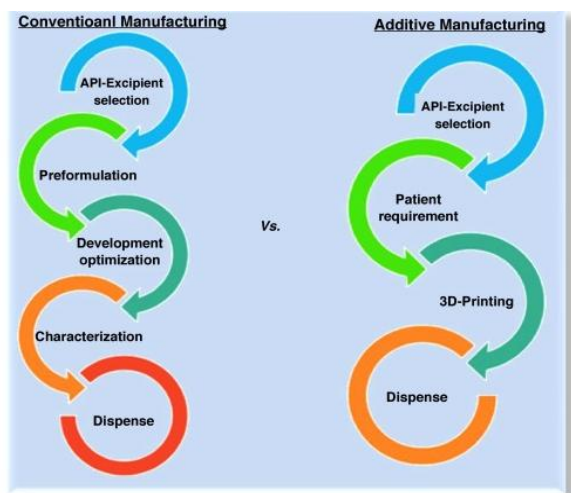 Conventioanl Manufacturing
API-Excipient
selection
Preformulation
Development
optimization
Characterization
Dispense
Vs.
Additive Manufacturing
API-Excipient
selection
Patient
requirement
3D-Printing
Dispense